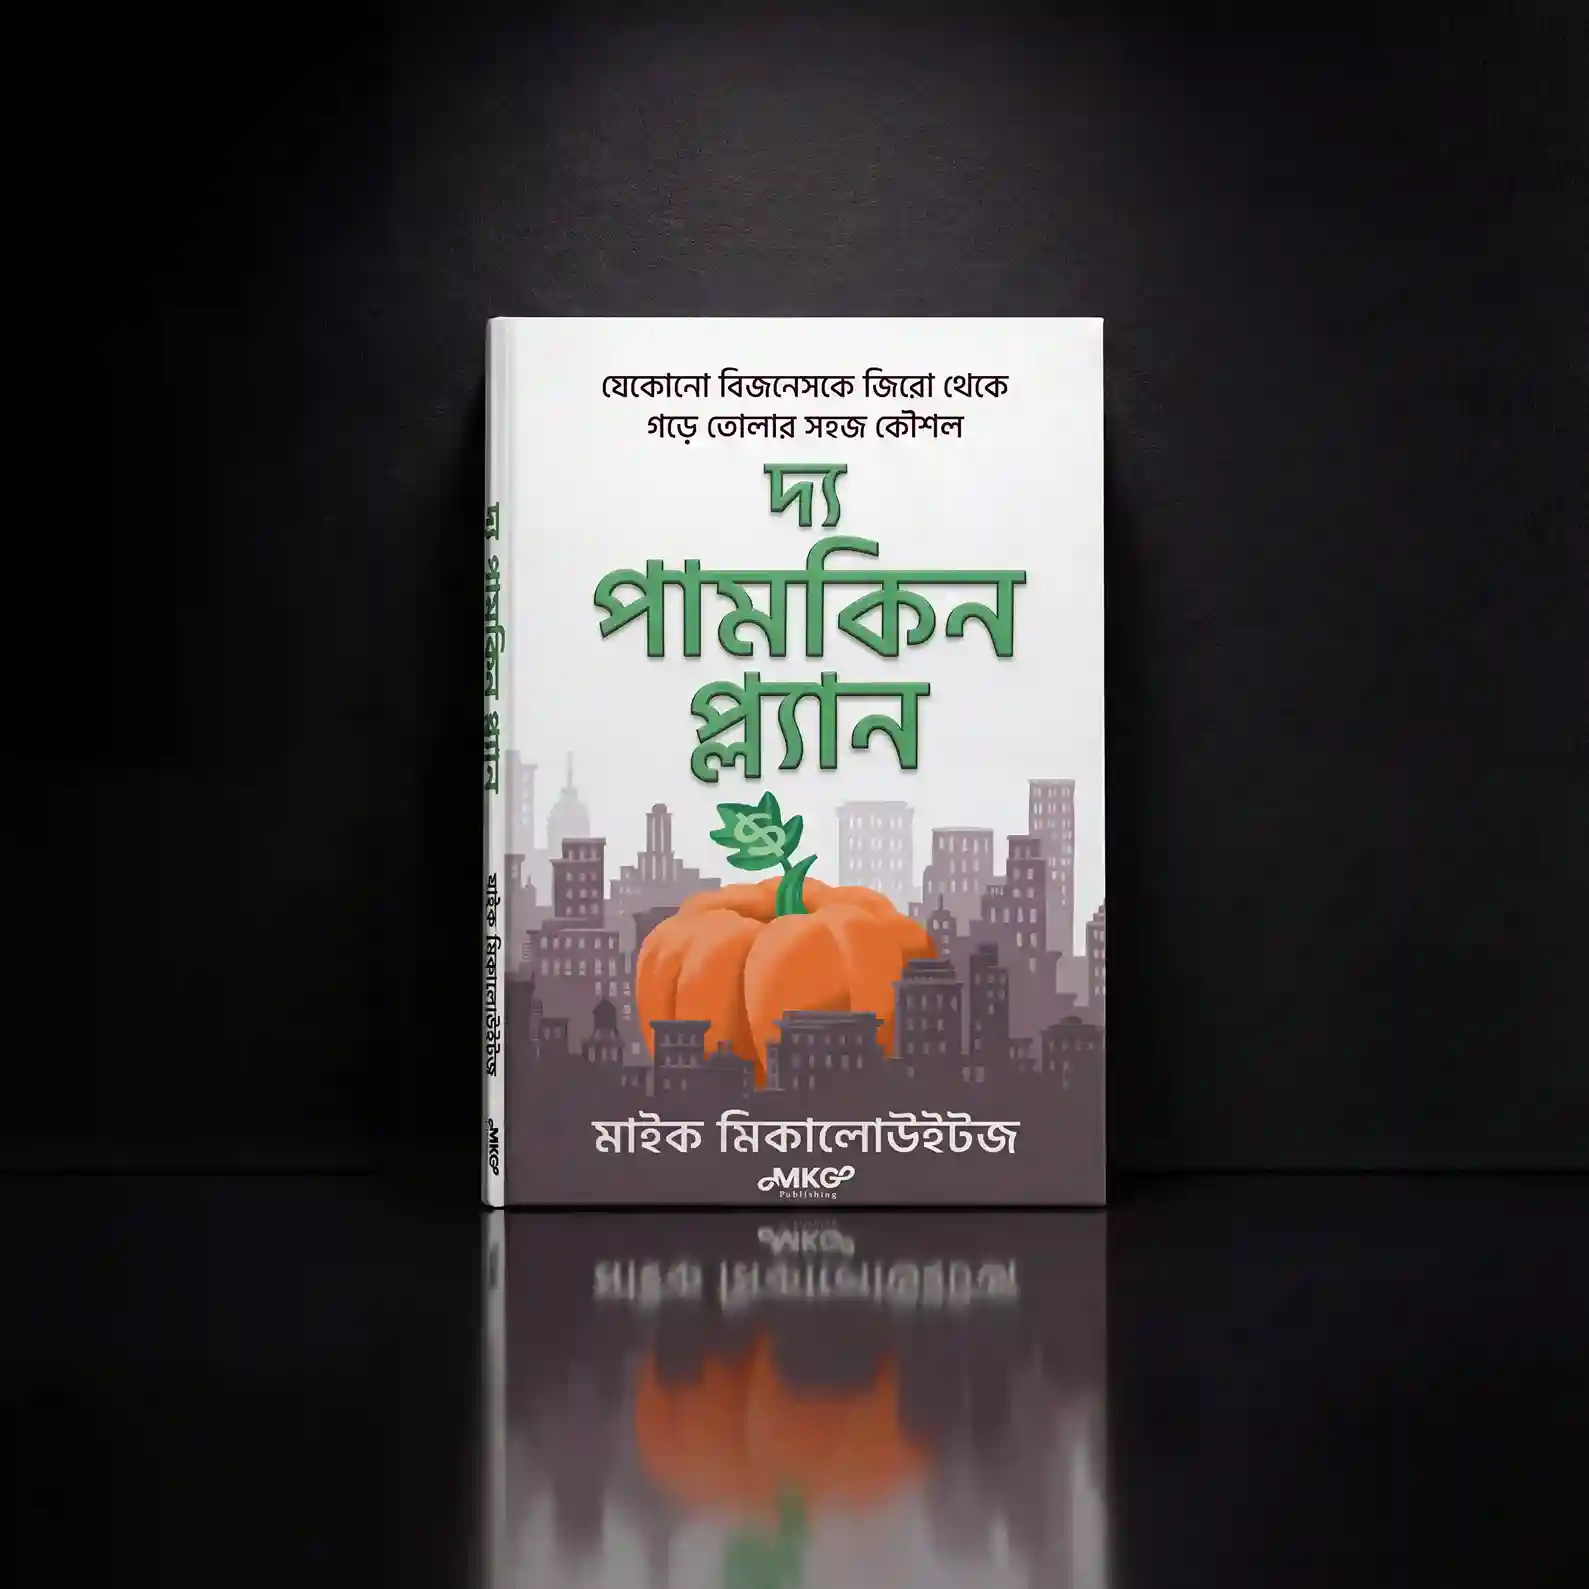 যেকোনো বিজনেসকে জিরো থেকে
গড়ে তোলার সহজ কৌশল
দ্য
পামকিন
প্ল্যান
$
মাইক মিকালোউইটজ
MKG
Publishing
দ্য পামকিন প্ল্যান
মাইক মিকালোউইটজ
MKG